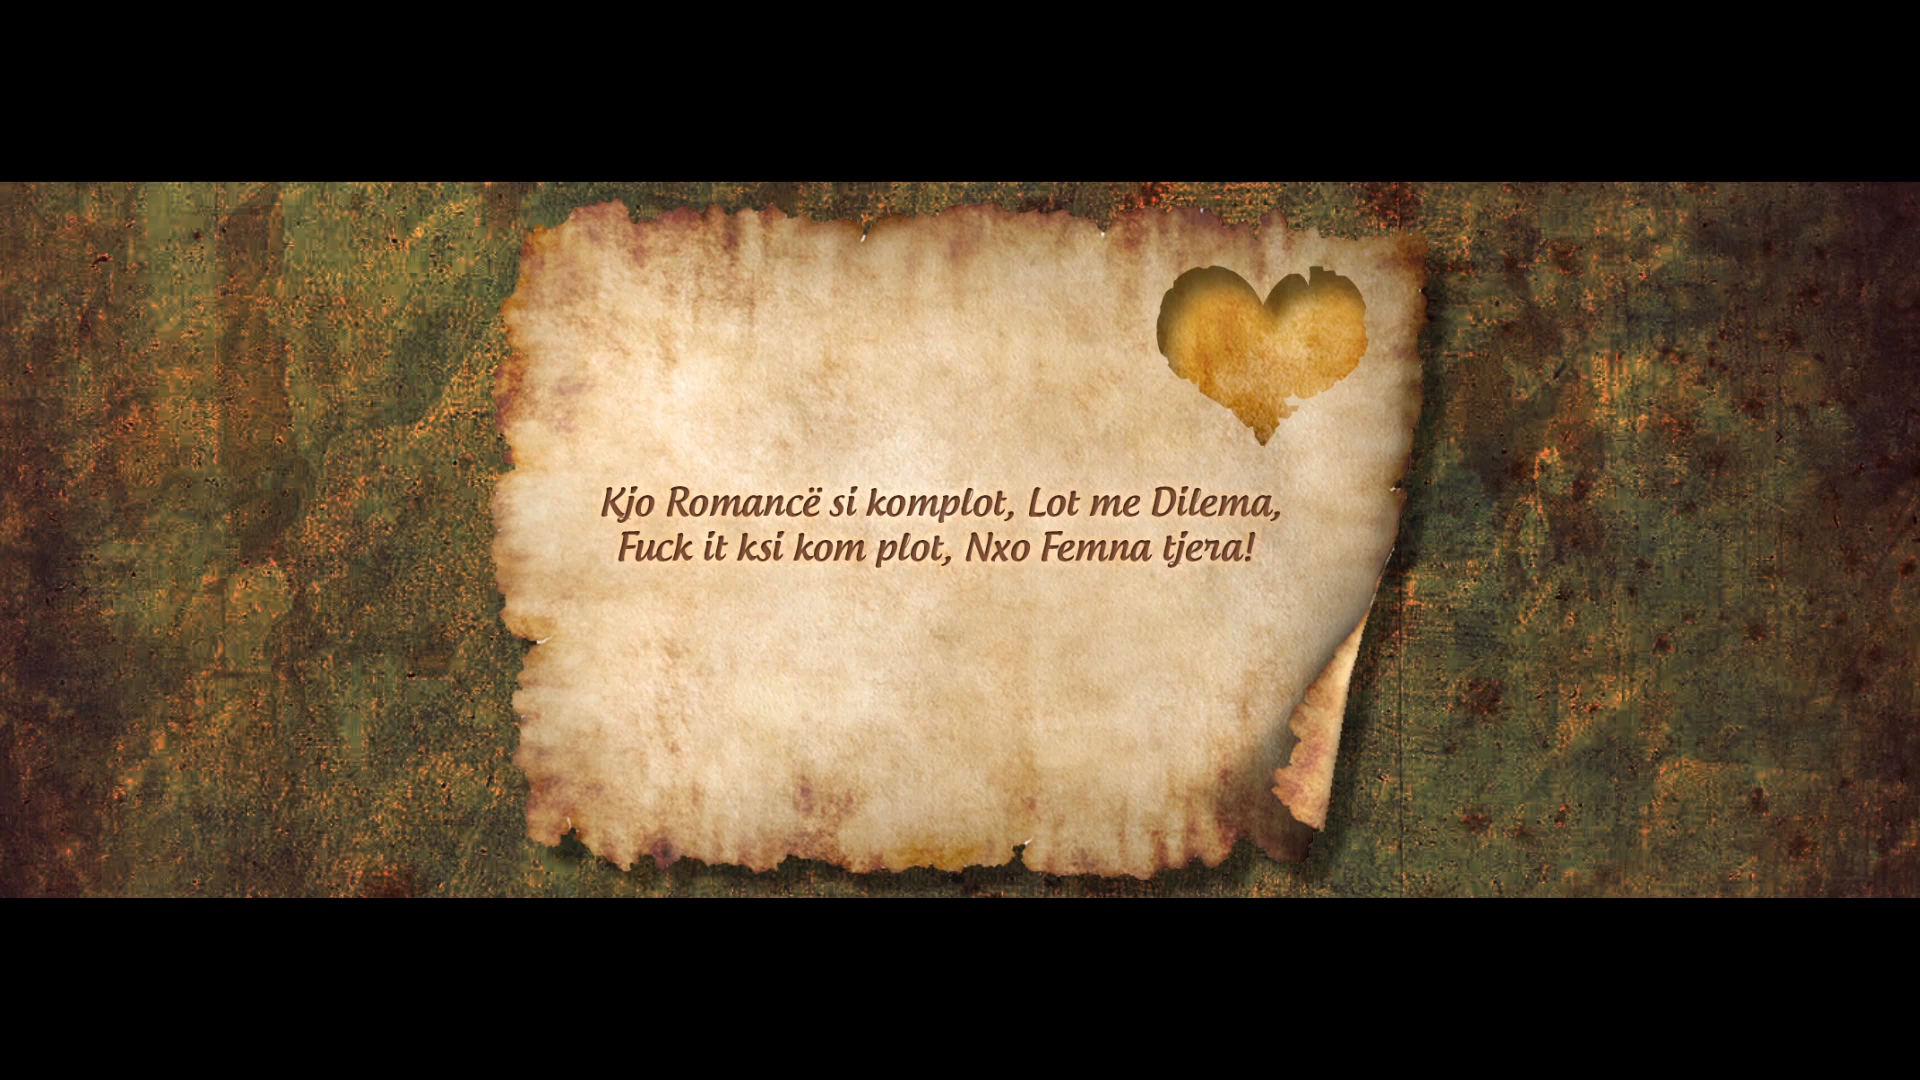 Kjo Romancë si komplot, Lot me Dilema,
Fuck it ksi kom plot, Nxo Femna tjera!